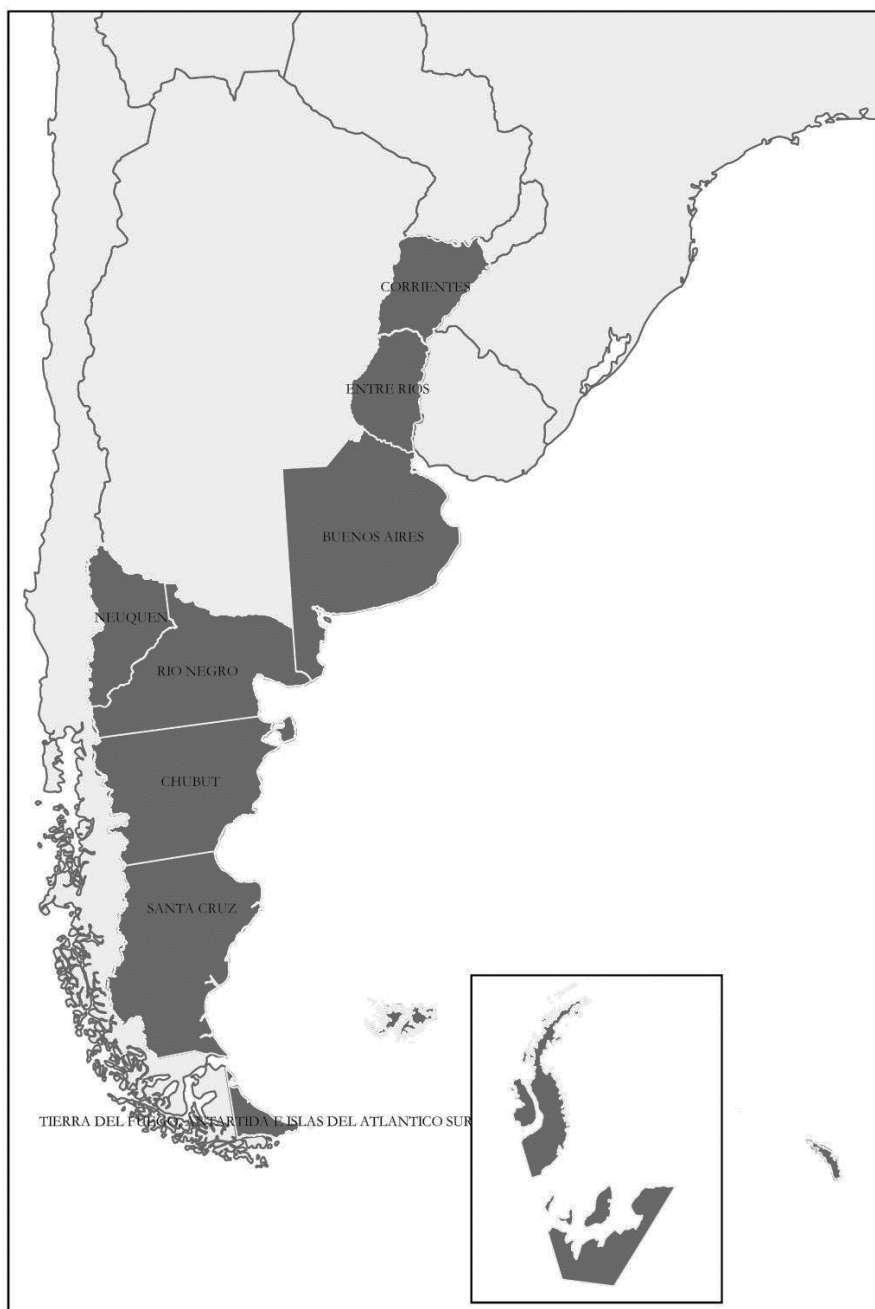 CORRIENTES
ENTRE RIOS
BUENOS AIRES
NEUQUEN
RIO NEGRO
CHUBUT
SANTA CRUZ
TIERRA DEL FUEGO, ANTARTIDA E ISLAS DEL ATLANTICO SUR